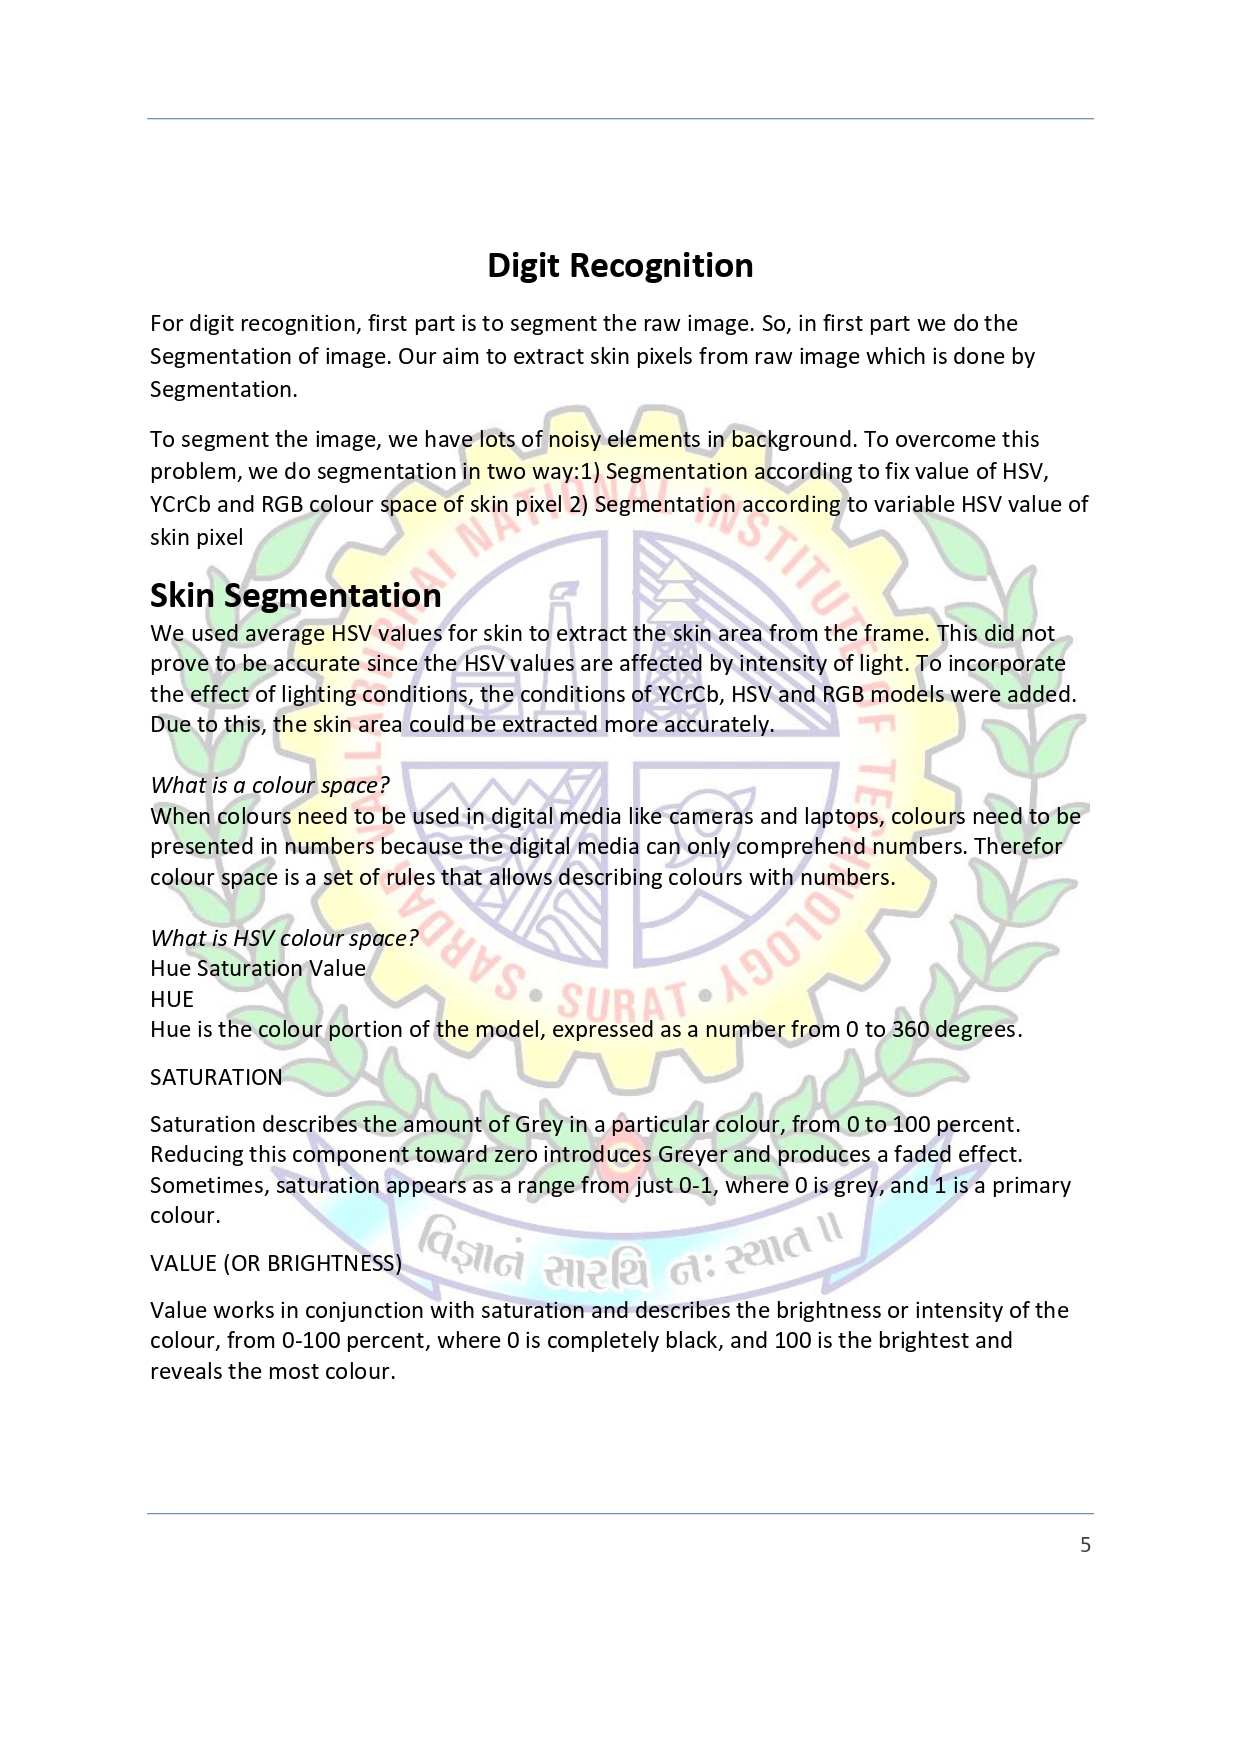 Digit Recognition
For digit recognition, first part is to segment the raw image. So, in first part we do the
Segmentation of image. Our aim to extract skin pixels from raw image which is done by
Segmentation.
To segment the image, we have lots of noisy elements in background. To overcome this
problem, we do segmentation in two way:1) Segmentation according to fix value of HSV,
YCrCb and RGB colour space of skin pixel 2) Segmentation according to variable HSV value of
skin pixel
Skin Segmentation
We used average HSV values for skin to extract the skin area from the frame. This did not
prove to be accurate since the HSV values are affected by intensity of light. To incorporate
the effect of lighting conditions, the conditions of YCrCb, HSV and RGB models were added.
Due to this, the skin area could be extracted more accurately.
What is a colour space?
When colours need to be used in digital media like cameras and laptops, colours need to be
presented in numbers because the digital media can only comprehend numbers. Therefor
colour space is a set of rules that allows describing colours with numbers.
What is HSV colour space?
Hue Saturation Value
HUE
Hue is the colour portion of the model, expressed as a number from 0 to 360 degrees.
SATURATION
Saturation describes the amount of Grey in a particular colour, from 0 to 100 percent.
Reducing this component toward zero introduces Greyer and produces a faded effect.
Sometimes, saturation appears as a range from just 0-1, where 0 is grey, and 1 is a primary
colour.
VALUE (OR BRIGHTNESS)
Value works in conjunction with saturation and describes the brightness or intensity of the
colour, from 0-100 percent, where 0 is completely black, and 100 is the brightest and
reveals the most colour.
SARDAR VALLABHBHAI NATIONAL INSTITUTE OF TECHNOLOGY
• SURAT •
વિજ્ઞાનં સારથિ નઃ સ્યાત ॥
5